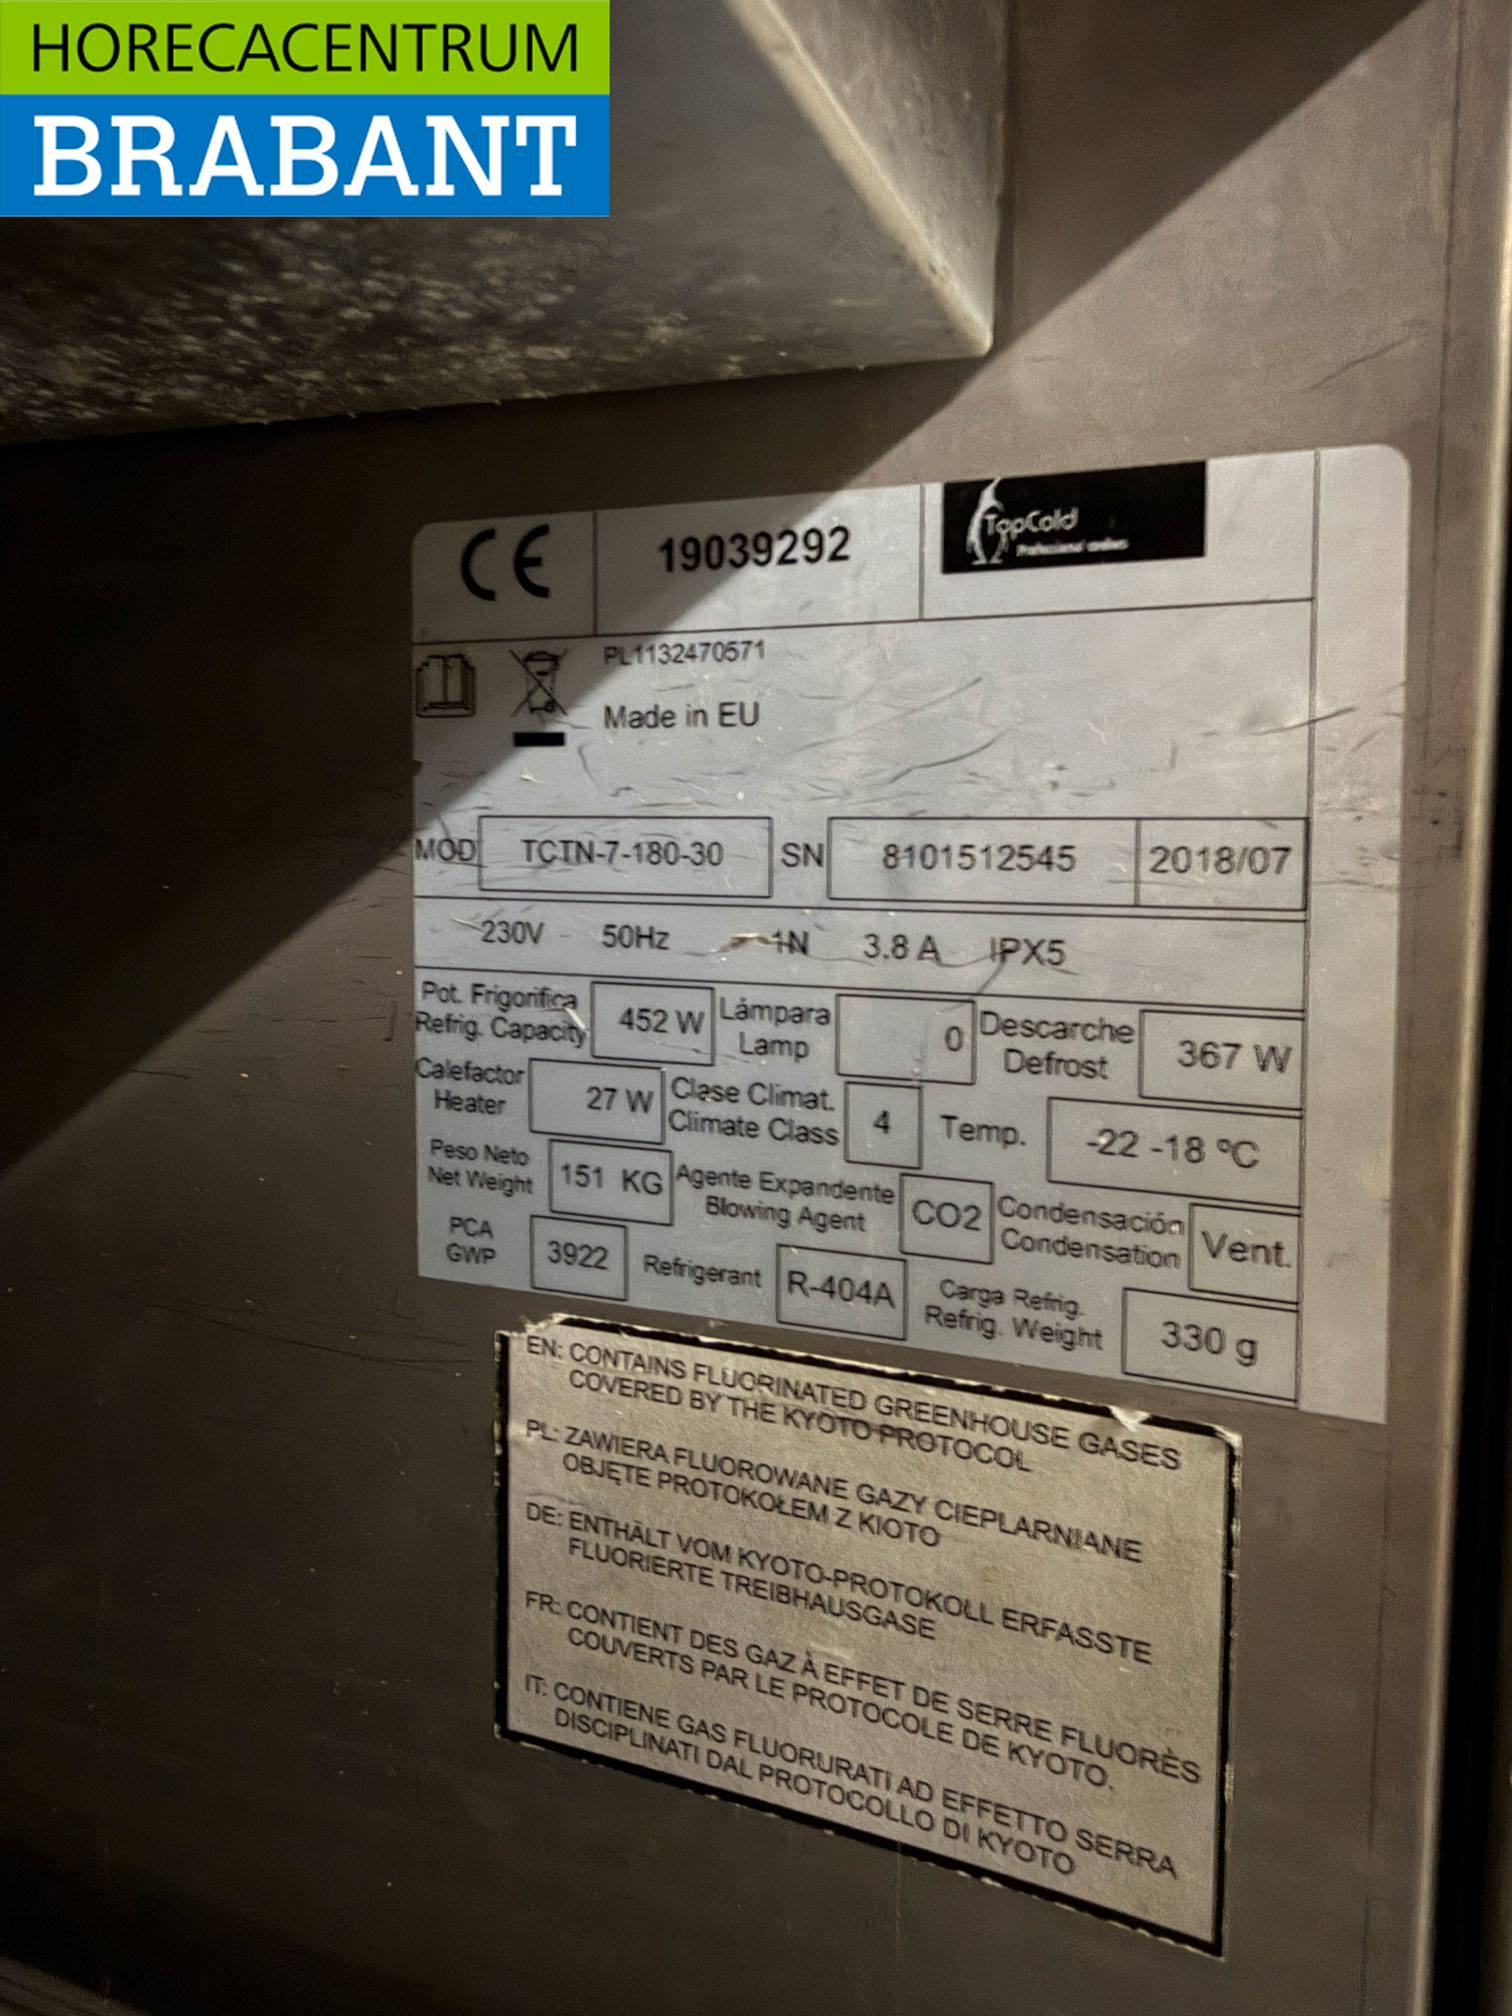 HORECACENTRUM
BRABANT
CE
19039292
TopCold
Professional
PL1132470571
Made in EU
MOD TCTN-7-180-30 SN 8101512545 2018/07
230V - 50Hz 1N 3.8 A IPX5
Pot. Frigorifica
Refrig. Capacity
452 W
Lámpara
Lamp
0
Descarche
Defrost
367 W
Calefactor
Heater
27 W
Clase Climat.
Climate Class
4
Temp.
-22 -18 ºC
Peso Neto
Net Weight
151 KG
Agente Expandente
Blowing Agent
CO2
Condensación
Condensation
Vent.
PCA
GWP
3922
Refrigerant
R-404A
Carga Refrig.
Refrig. Weight
330 g
EN: CONTAINS FLUORINATED GREENHOUSE GASES
COVERED BY THE KYOTO PROTOCOL
PL: ZAWIERA FLUOROWANE GAZY CIEPLARNIANE
OBJĘTE PROTOKOŁEM Z KIOTO
DE: ENTHÄLT VOM KYOTO-PROTOKOLL ERFASSTE
FLUORIERTE TREIBHAUSGASE
FR: CONTIENT DES GAZ À EFFET DE SERRE FLUORÈS
COUVERTS PAR LE PROTOCOLE DE KYOTO.
IT: CONTIENE GAS FLUORURATI AD EFFETTO SERRA
DISCIPLINATI DAL PROTOCOLLO DI KYOTO